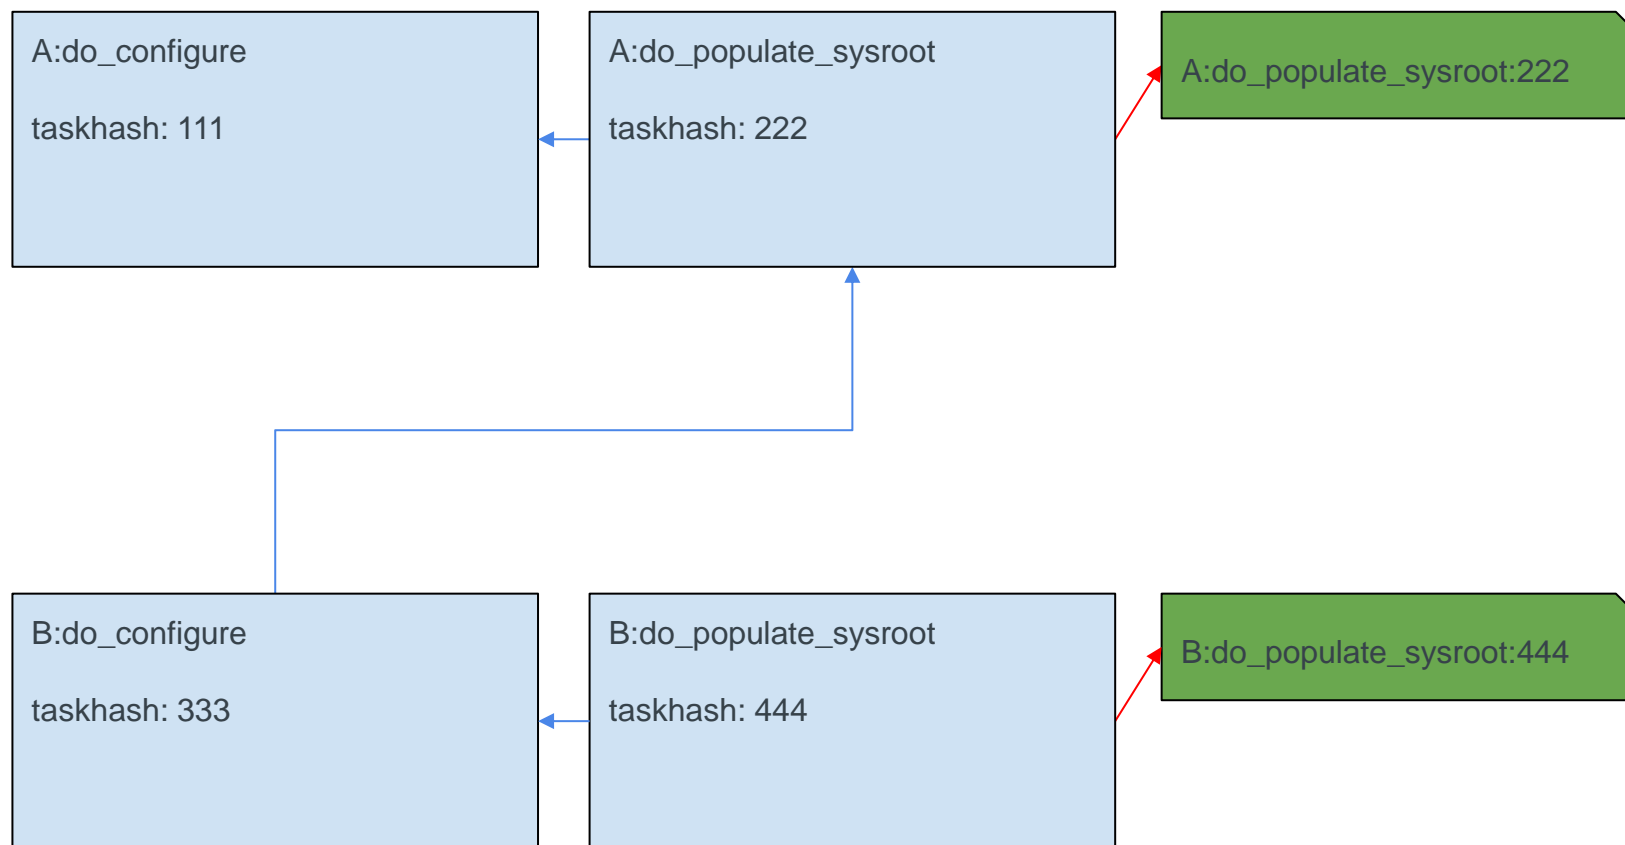 A:do_configure
taskhash: 111
A:do_populate_sysroot
taskhash: 222
A:do_populate_sysroot:222
B:do_configure
taskhash: 333
B:do_populate_sysroot
taskhash: 444
B:do_populate_sysroot:444